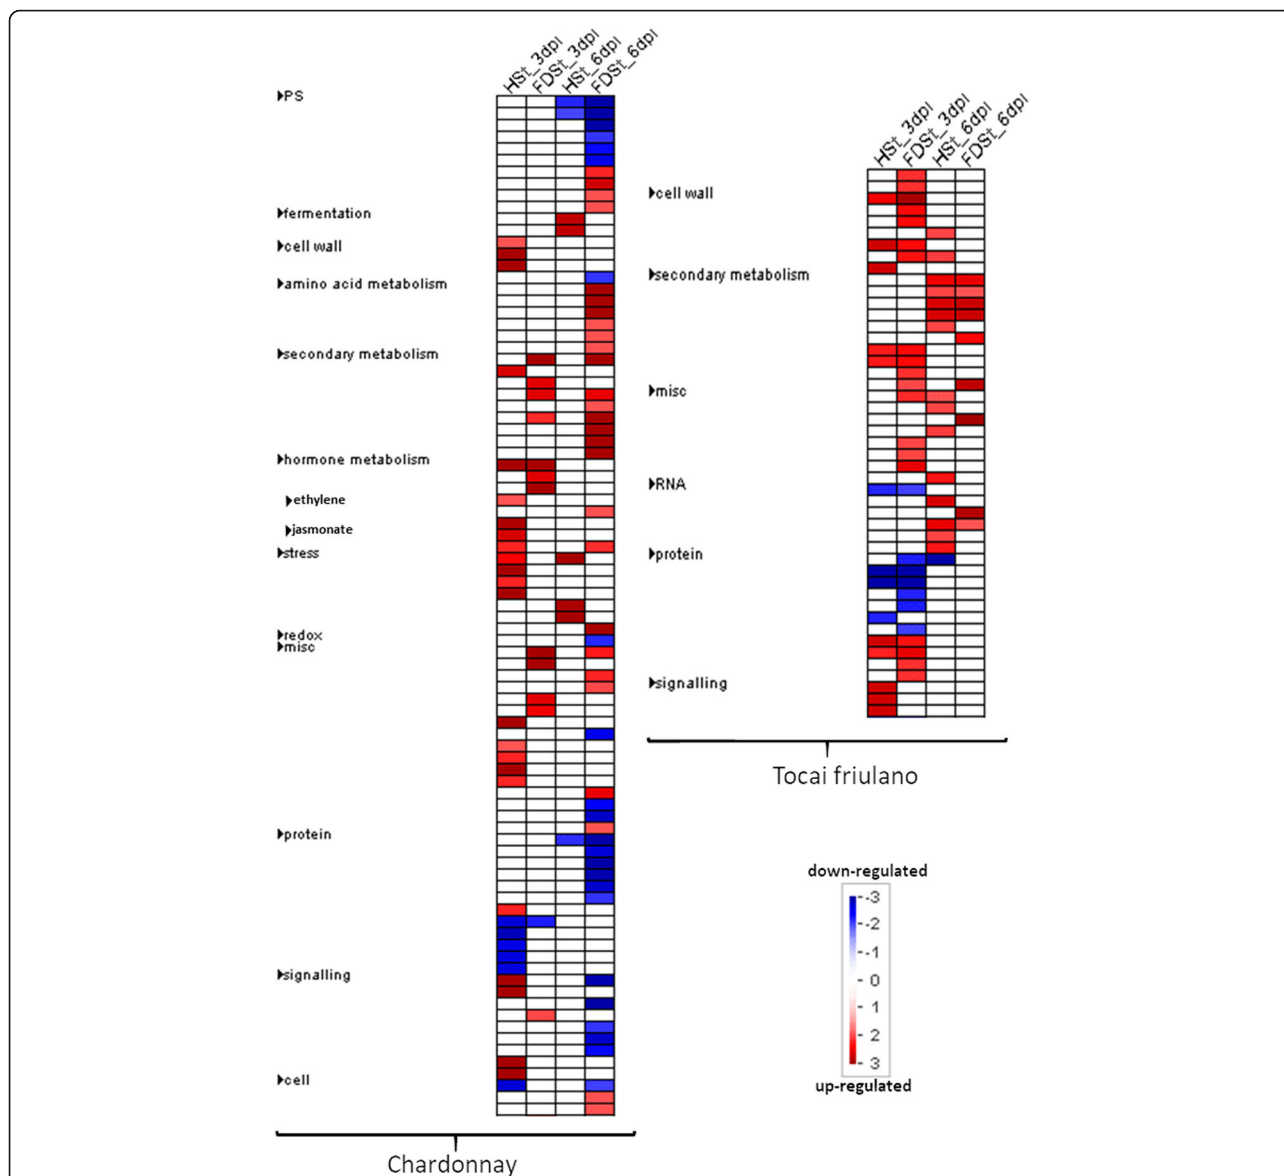 HSt_3dpI
FDSt_3dpI
HSt_6dpI
FDSt_6dpI
PS
fermentation
cell wall
amino acid metabolism
secondary metabolism
hormone metabolism
ethylene
jasmonate
stress
redox
misc
protein
signalling
cell
Chardonnay
HSt_3dpI
FDSt_3dpI
HSt_6dpI
FDSt_6dpI
cell wall
secondary metabolism
misc
RNA
protein
signalling
Tocai friulano
down-regulated
-3
-2
-1
0
1
2
3
up-regulated